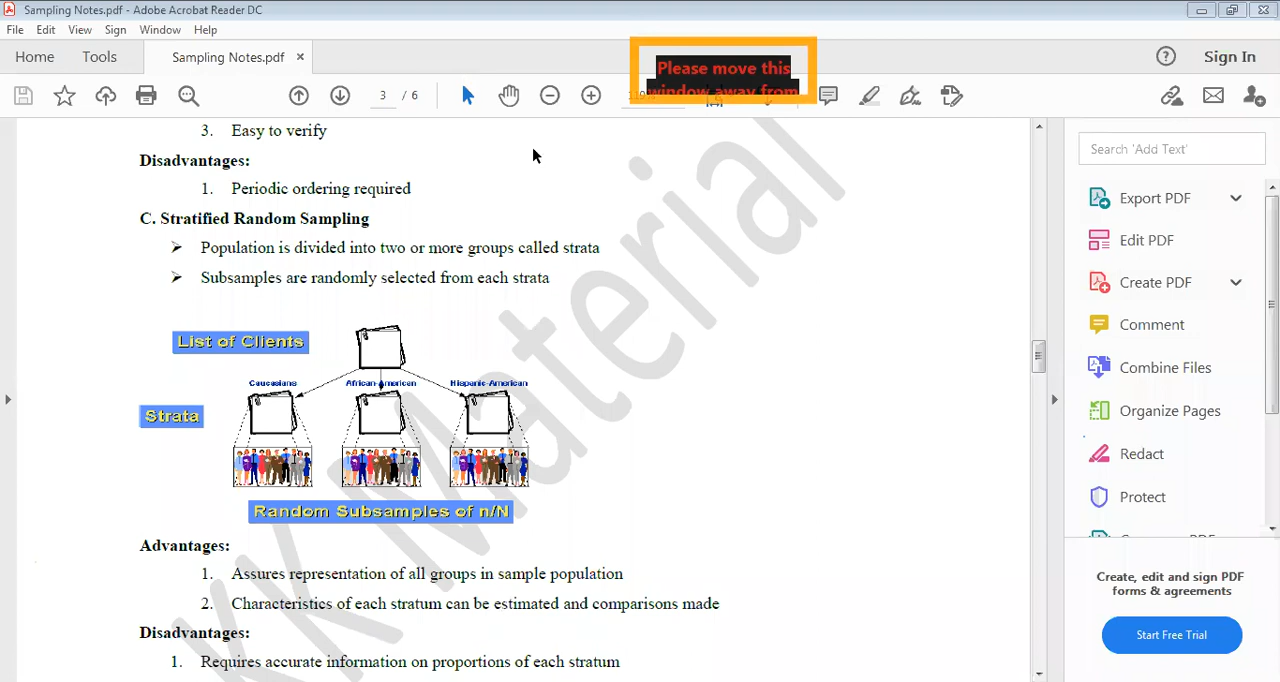 Sampling Notes.pdf - Adobe Acrobat Reader DC
File Edit View Sign Window Help
Home Tools Sampling Notes.pdf × Sign In
Please move this
window away from
3 / 6
3. Easy to verify
Disadvantages:
1. Periodic ordering required
C. Stratified Random Sampling
➤ Population is divided into two or more groups called strata
➤ Subsamples are randomly selected from each strata
List of Clients
Caucasians African-American Hispanic-American
Strata
Random Subsamples of n/N
Advantages:
1. Assures representation of all groups in sample population
2. Characteristics of each stratum can be estimated and comparisons made
Disadvantages:
1. Requires accurate information on proportions of each stratum
KK Material
Search 'Add Text'
Export PDF
Edit PDF
Create PDF
Comment
Combine Files
Organize Pages
Redact
Protect
Create, edit and sign PDF
forms & agreements
Start Free Trial